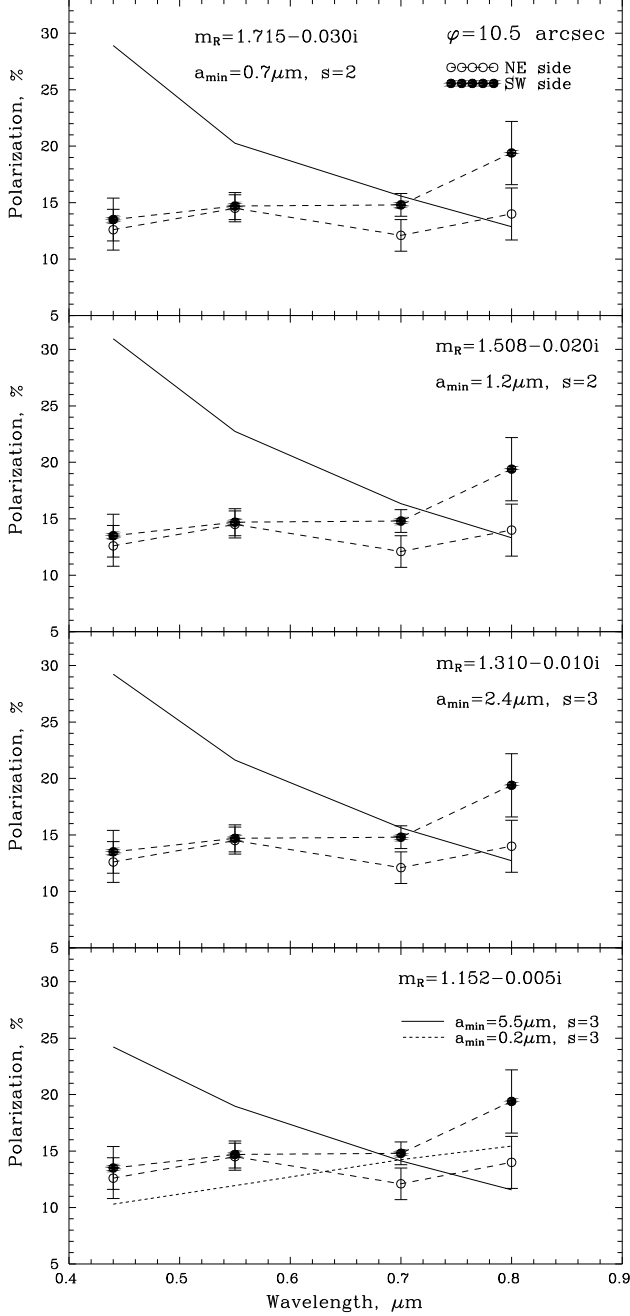 m_R=1.715−0.030i
φ=10.5 arcsec
a_min=0.7μm, s=2
NE side
SW side
Polarization, %
30
25
20
15
10
5
m_R=1.508−0.020i
a_min=1.2μm, s=2
Polarization, %
30
25
20
15
10
5
m_R=1.310−0.010i
a_min=2.4μm, s=3
Polarization, %
30
25
20
15
10
5
m_R=1.152−0.005i
a_min=5.5μm, s=3
a_min=0.2μm, s=3
Polarization, %
30
25
20
15
10
5
0.4 0.5 0.6 0.7 0.8 0.9
Wavelength, μm